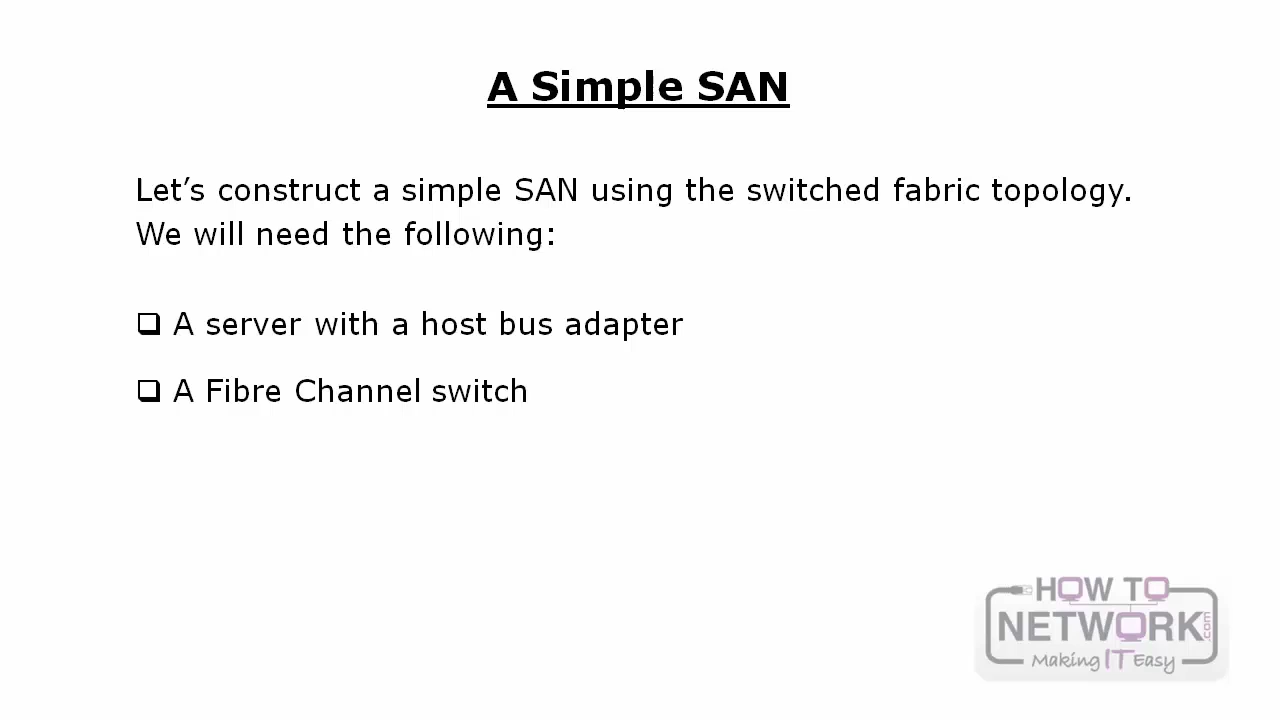 A Simple SAN
Let’s construct a simple SAN using the switched fabric topology.
We will need the following:
❑ A server with a host bus adapter
❑ A Fibre Channel switch
HOW TO
NETWORK.com
Making IT Easy